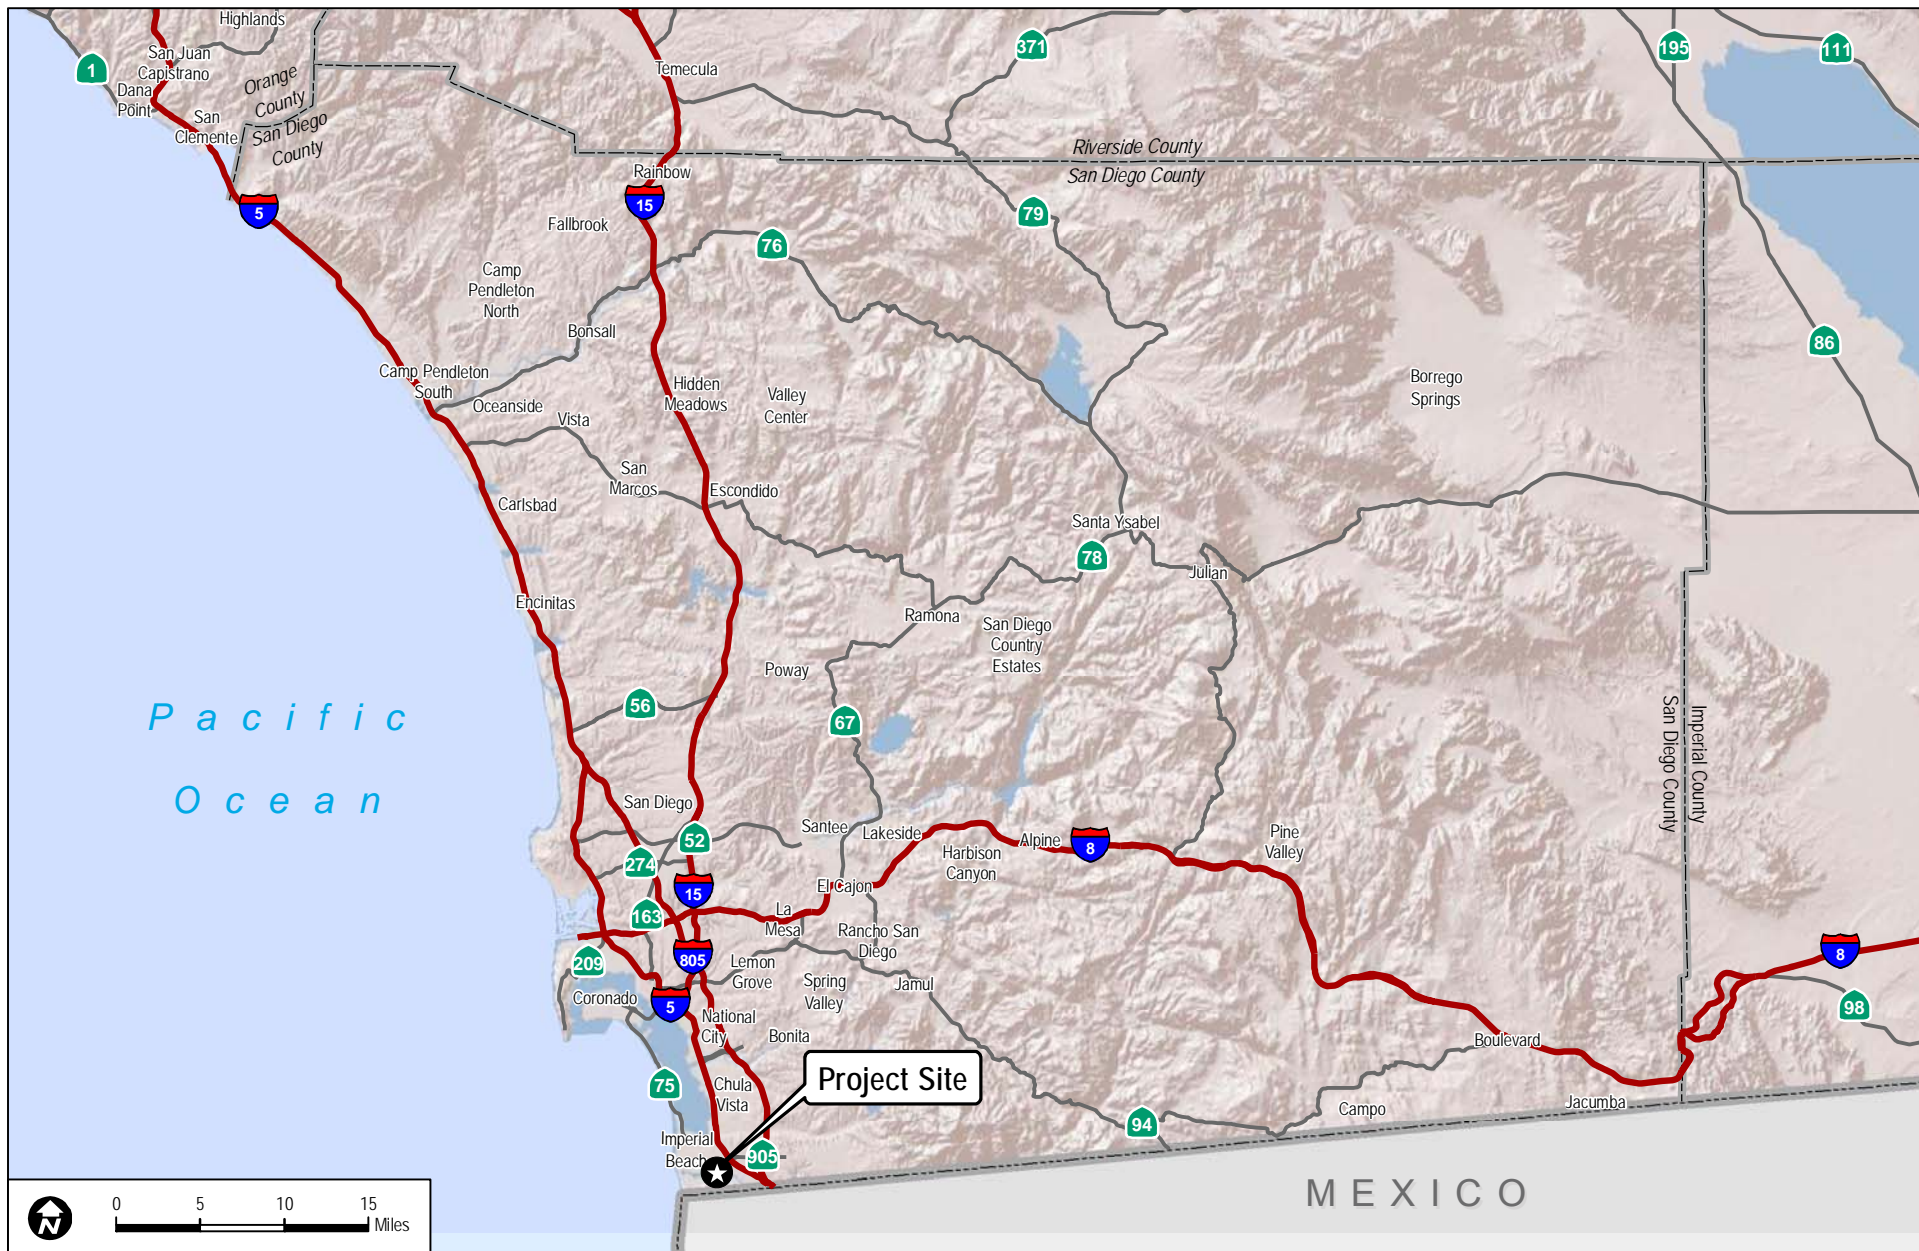 Highlands
1
San Juan
Capistrano
Dana
Point
San
Clemente
Orange
County
San Diego
County
5
Temecula
371
195
111
Riverside County
San Diego County
Rainbow
15
Fallbrook
76
79
Camp
Pendleton
North
Bonsall
86
Camp Pendleton
South
Oceanside
Vista
Hidden
Meadows
Valley
Center
Borrego
Springs
San
Marcos
Escondido
Carlsbad
Santa Ysabel
78
Julian
Encinitas
Ramona
San Diego
Country
Estates
Poway
56
67
Pacific
Ocean
San Diego County
Imperial County
San Diego
Santee
Lakeside
52
274
15
163
El Cajon
Harbison
Canyon
Alpine
8
Pine
Valley
La
Mesa
Rancho San
Diego
209
805
Lemon
Grove
Spring
Valley
Jamul
8
98
Coronado
5
National
City
Bonita
Boulevard
Project Site
75
Chula
Vista
Jacumba
Campo
94
Imperial
Beach
905
MEXICO
N
0 5 10 15
Miles